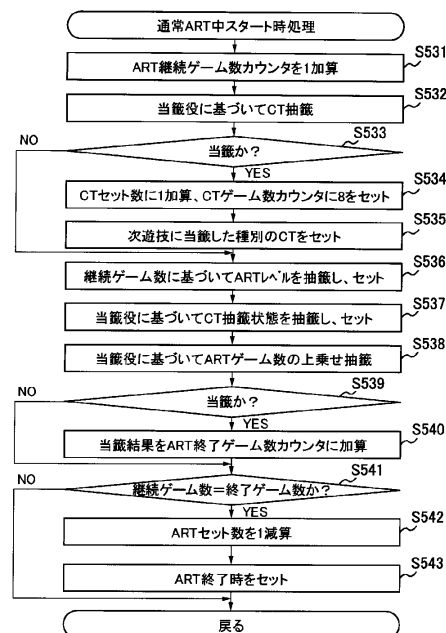 通常ART中スタート時処理
S531
ART継続ゲーム数カウンタを1加算
S532
当籤役に基づいてCT抽籤
S533
当籤か?
NO
YES
S534
CTセット数に1加算、CTゲーム数カウンタに8をセット
S535
次遊技に当籤した種別のCTをセット
S536
継続ゲーム数に基づいてARTレベルを抽籤し、セット
S537
当籤役に基づいてCT抽籤状態を抽籤し、セット
S538
当籤役に基づいてARTゲーム数の上乗せ抽籤
S539
当籤か?
NO
YES
S540
当籤結果をART終了ゲーム数カウンタに加算
S541
継続ゲーム数=終了ゲーム数か?
NO
YES
S542
ARTセット数を1減算
S543
ART終了時をセット
戻る